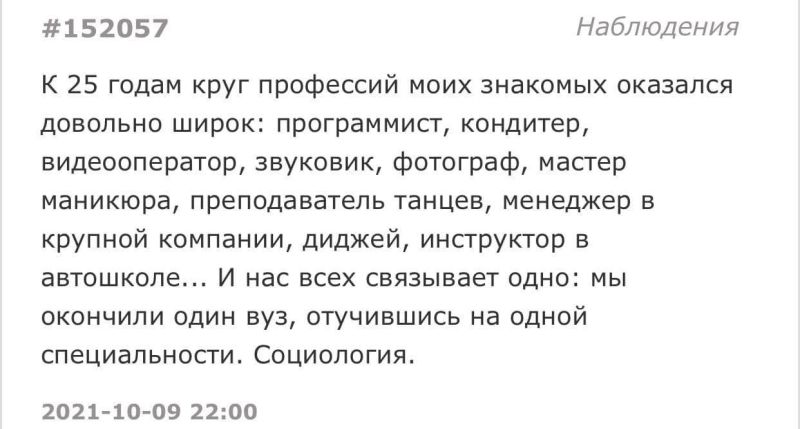 #152057
Наблюдения
К 25 годам круг профессий моих знакомых оказался
довольно широк: программист, кондитер,
видеооператор, звуковик, фотограф, мастер
маникюра, преподаватель танцев, менеджер в
крупной компании, диджей, инструктор в
автошколе... И нас всех связывает одно: мы
окончили один вуз, отучившись на одной
специальности. Социология.
2021-10-09 22:00